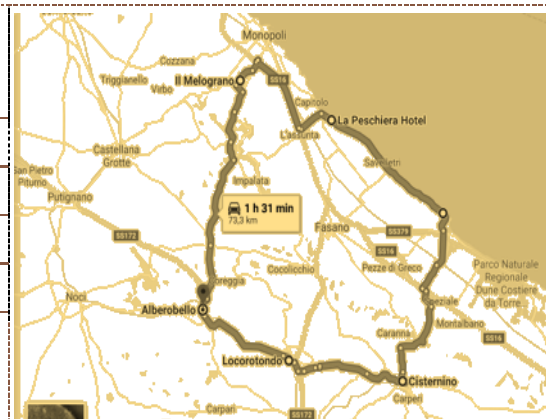 Monopoli
Cozzana
Triggianello
Il Melograno
Virbo
SS16
Capitolo
La Peschiera Hotel
L'assunta
Castellana
Grotte
Savelletri
San Pietro
Piturno
Impalata
Putignano
1 h 31 min
73,3 km
Fasano
SS379
SS172
SS16
Pezze di Greco
Cocolicchio
Parco Naturale
Regionale
Dune Costiere
da Torre...
Coreggia
Noci
Speziale
Alberobello
Montalbano
Caranna
SS16
Locorotondo
Cisternino
Carperi
Carpari
SS172